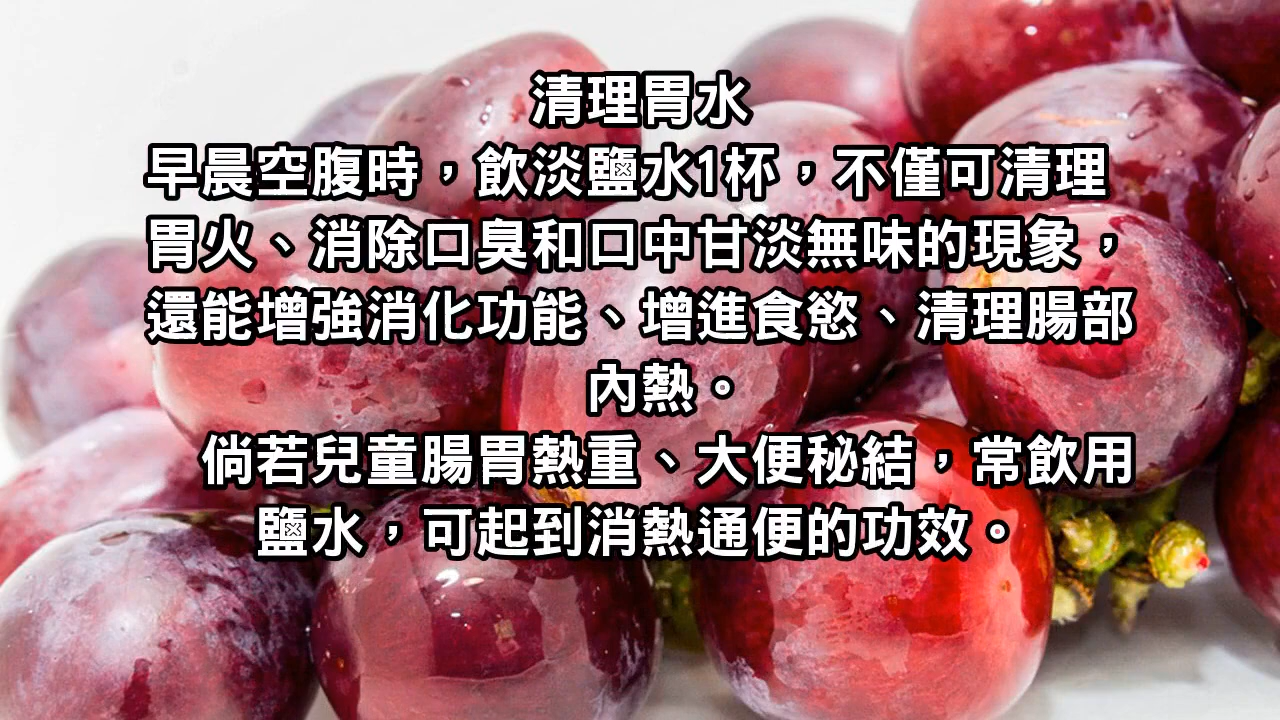 清理胃水
早晨空腹時，飲淡鹽水1杯，不僅可清理
胃火、消除口臭和口中甘淡無味的現象，
還能增強消化功能、增進食慾、清理腸部
內熱。
倘若兒童腸胃熱重、大便秘結，常飲用
鹽水，可起到消熱通便的功效。